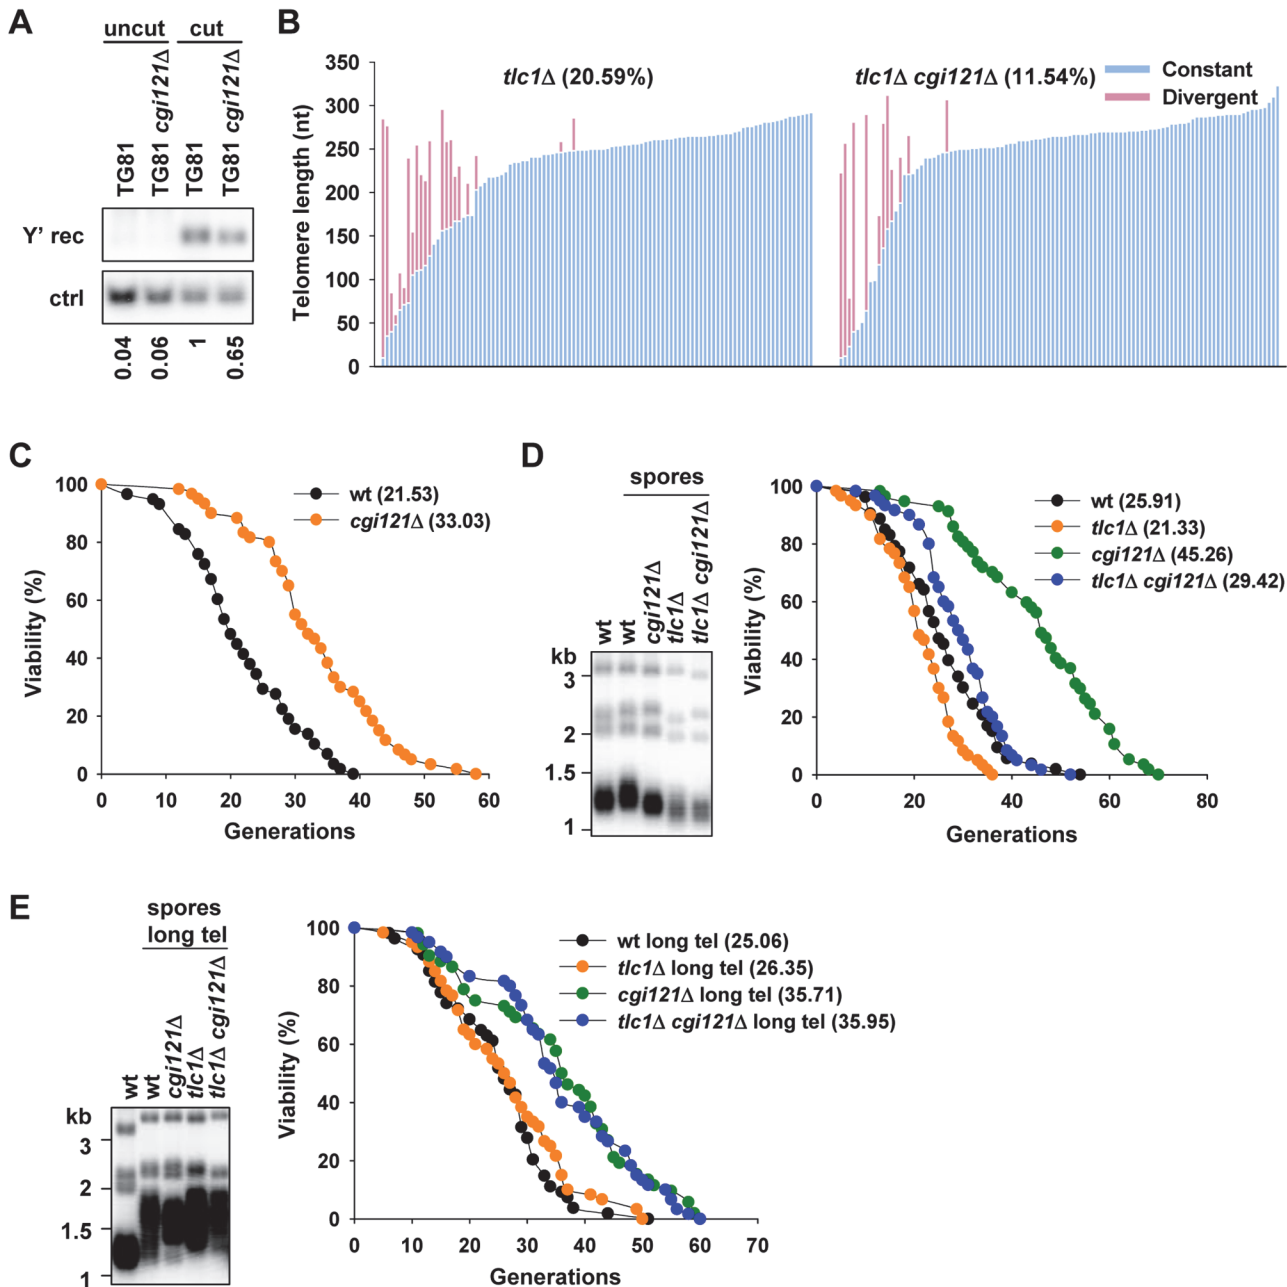 A
uncut cut
TG81
TG81 cgi121Δ
TG81
TG81 cgi121Δ
Y' rec
ctrl
0.04
0.06
1
0.65
B
Telomere length (nt)
350
300
250
200
150
100
50
0
tlc1Δ (20.59%)
tlc1Δ cgi121Δ (11.54%)
Constant
Divergent
C
Viability (%)
100
80
60
40
20
0
0 20 40 60
0 10 20 30 40 50 60
Generations
wt (21.53)
cgi121Δ (33.03)
D
spores
wt
wt
cgi121Δ
tlc1Δ
tlc1Δ cgi121Δ
kb
3
2
1.5
1
Viability (%)
100
80
60
40
20
0
0 20 40 60 80
Generations
wt (25.91)
tlc1Δ (21.33)
cgi121Δ (45.26)
tlc1Δ cgi121Δ (29.42)
E
spores
long tel
wt
wt
cgi121Δ
tlc1Δ
tlc1Δ cgi121Δ
kb
3
2
1.5
1
Viability (%)
100
80
60
40
20
0
0 10 20 30 40 50 60 70
Generations
wt long tel (25.06)
tlc1Δ long tel (26.35)
cgi121Δ long tel (35.71)
tlc1Δ cgi121Δ long tel (35.95)